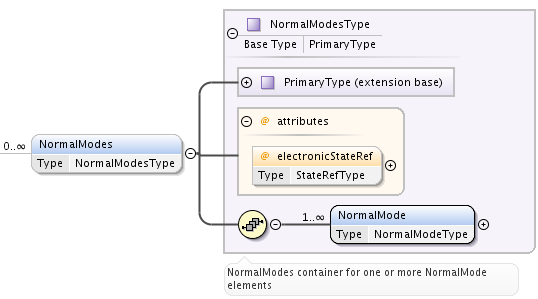 NormalModesType
Base Type PrimaryType
PrimaryType (extension base)
@ attributes
@ electronicStateRef
Type StateRefType
0..∞
NormalModes
Type NormalModesType
1..∞
NormalMode
Type NormalModeType
NormalModes container for one or more NormalMode
elements